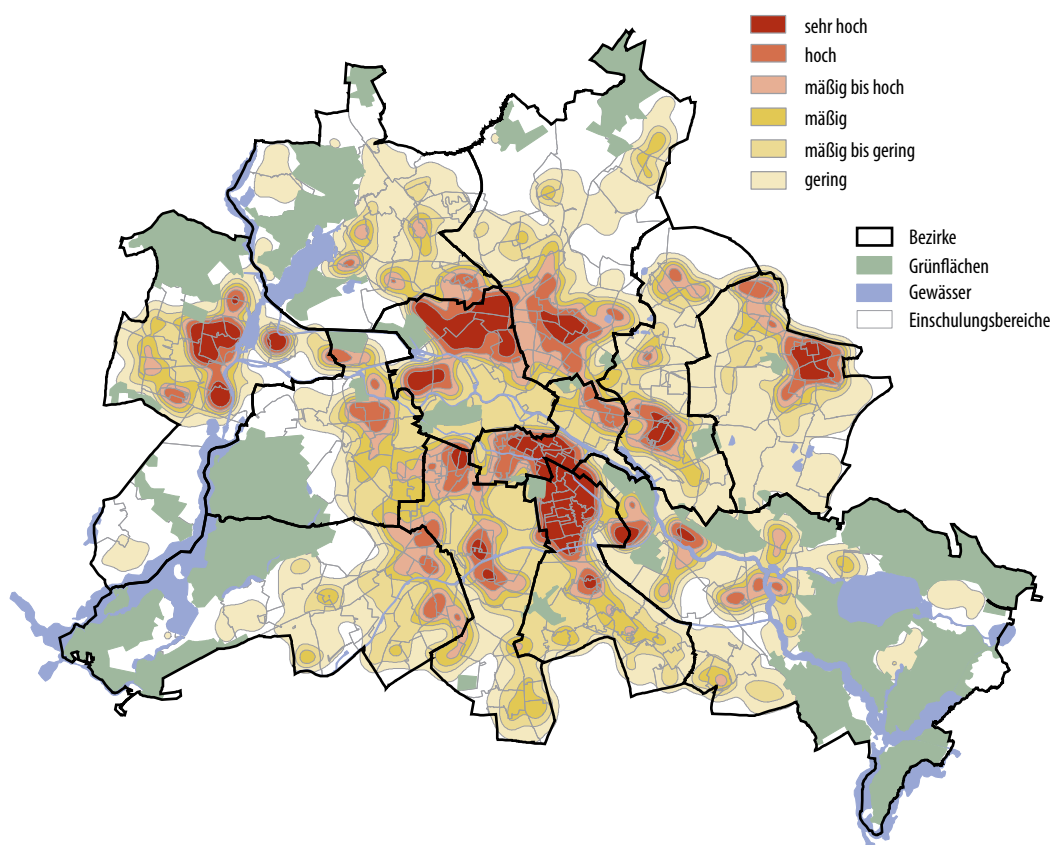 sehr hoch
hoch
mäßig bis hoch
mäßig
mäßig bis gering
gering
Bezirke
Grünflächen
Gewässer
Einschulungsbereiche